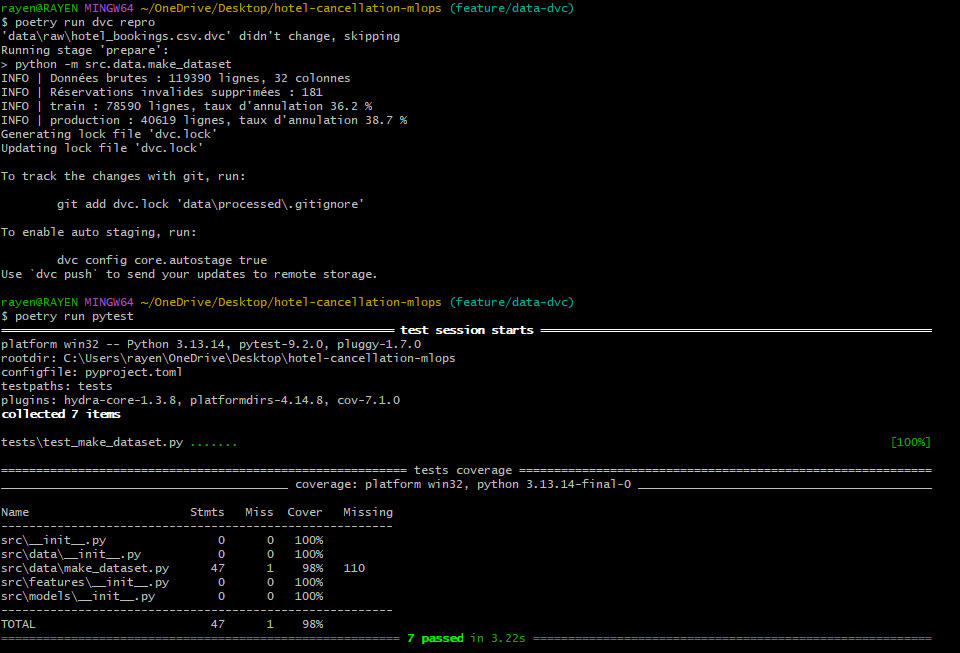 rayen@RAYEN MINGW64 ~/OneDrive/Desktop/hotel-cancellation-mlops (feature/data-dvc)
$ poetry run dvc repro
'data\raw\hotel_bookings.csv.dvc' didn't change, skipping
Running stage 'prepare':
> python -m src.data.make_dataset
INFO | Données brutes : 119390 lignes, 32 colonnes
INFO | Réservations invalides supprimées : 181
INFO | train : 78590 lignes, taux d'annulation 36.2 %
INFO | production : 40619 lignes, taux d'annulation 38.7 %
Generating lock file 'dvc.lock'
Updating lock file 'dvc.lock'
To track the changes with git, run:
git add dvc.lock 'data\processed\.gitignore'
To enable auto staging, run:
dvc config core.autostage true
Use `dvc push` to send your updates to remote storage.
rayen@RAYEN MINGW64 ~/OneDrive/Desktop/hotel-cancellation-mlops (feature/data-dvc)
$ poetry run pytest
test session starts
platform win32 -- Python 3.13.14, pytest-9.2.0, pluggy-1.7.0
rootdir: C:\Users\rayen\OneDrive\Desktop\hotel-cancellation-mlops
configfile: pyproject.toml
testpaths: tests
plugins: hydra-core-1.3.8, platformdirs-4.14.8, cov-7.1.0
collected 7 items
tests\test_make_dataset.py ....... [100%]
tests coverage
coverage: platform win32, python 3.13.14-final-0
Name Stmts Miss Cover Missing
src\__init__.py 0 0 100%
src\data\__init__.py 0 0 100%
src\data\make_dataset.py 47 1 98% 110
src\features\__init__.py 0 0 100%
src\models\__init__.py 0 0 100%
TOTAL 47 1 98%
7 passed in 3.22s